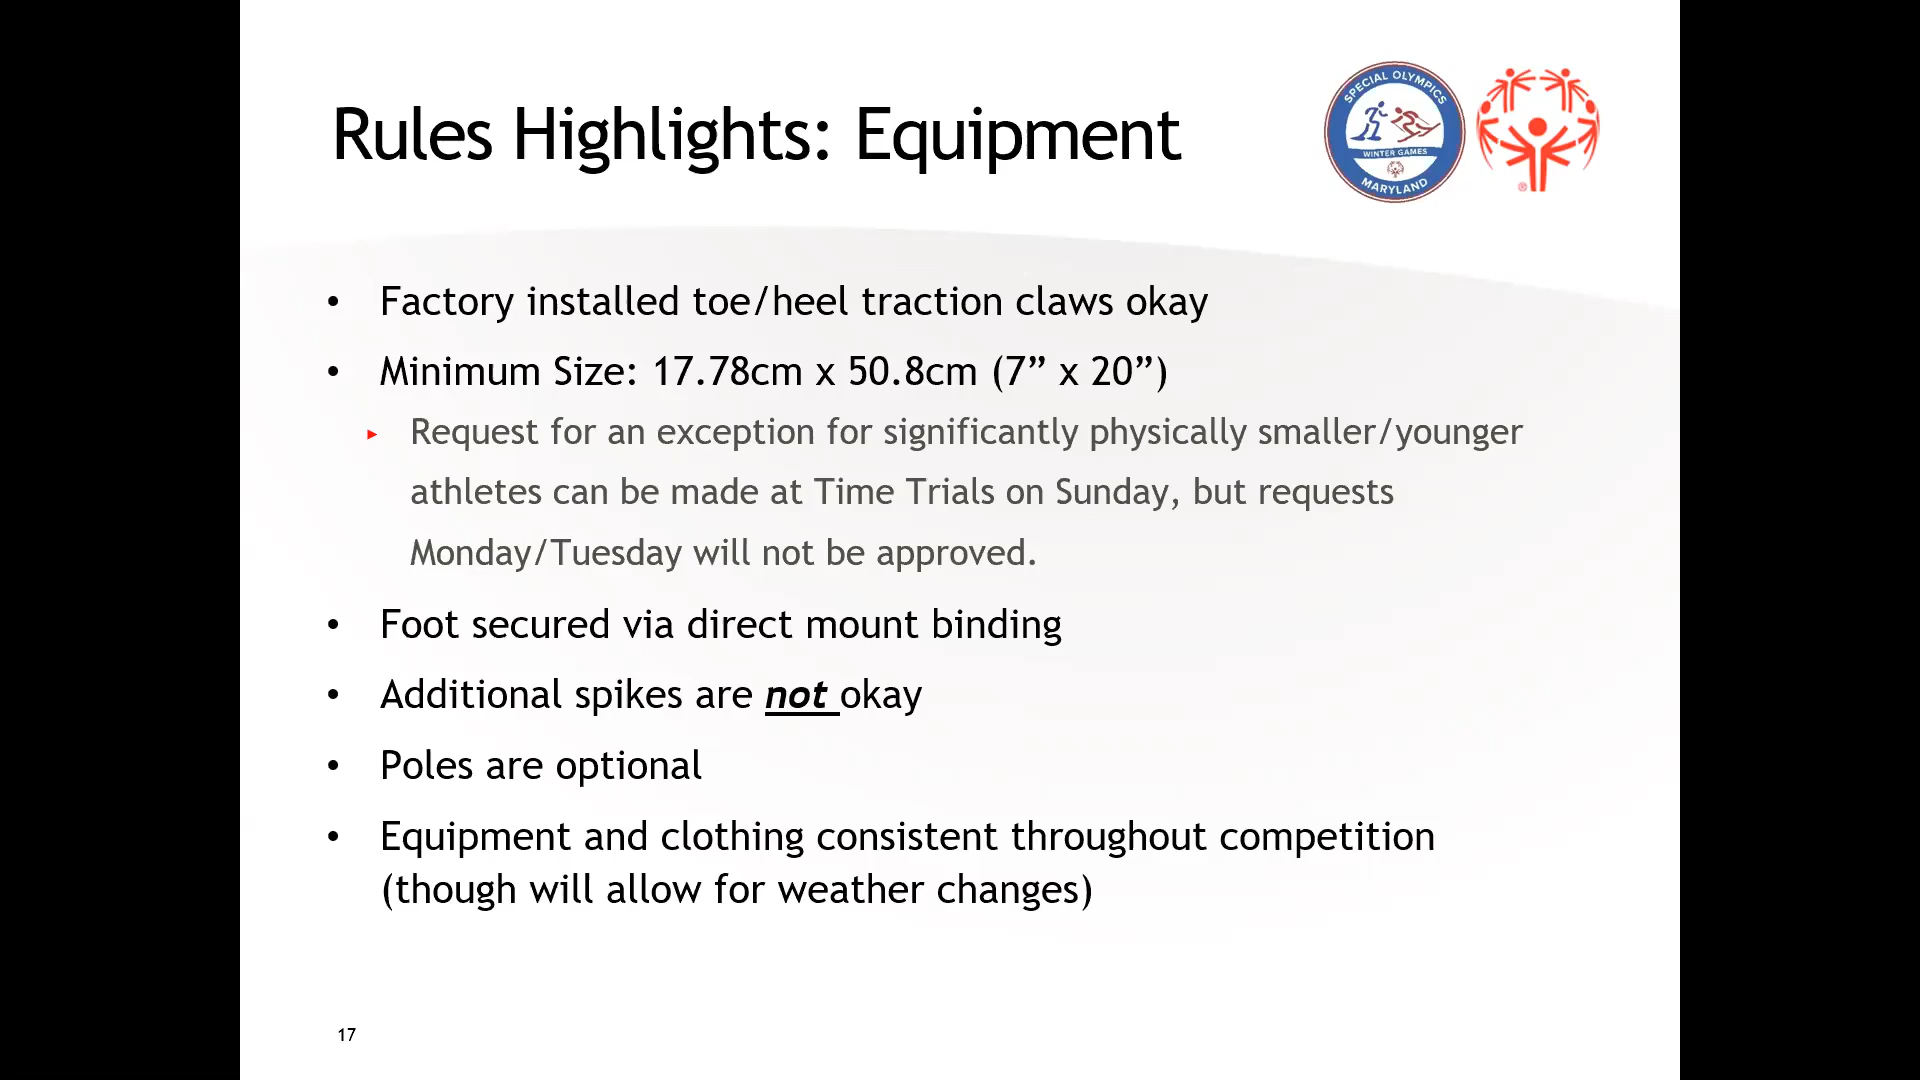 Rules Highlights: Equipment
SPECIAL OLYMPICS
WINTER GAMES
MARYLAND
®
• Factory installed toe/heel traction claws okay
• Minimum Size: 17.78cm x 50.8cm (7” x 20”)
▸ Request for an exception for significantly physically smaller/younger
athletes can be made at Time Trials on Sunday, but requests
Monday/Tuesday will not be approved.
• Foot secured via direct mount binding
• Additional spikes are not okay
• Poles are optional
• Equipment and clothing consistent throughout competition
(though will allow for weather changes)
17